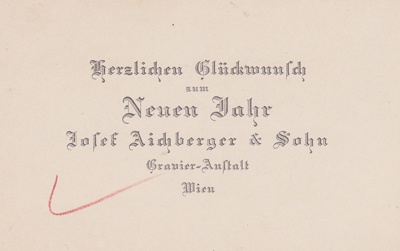 Herzlichen Glückwunſch
zum
Neuen Jahr
Joſef Aichberger & Sohn
Gravier-Anſtalt
Wien